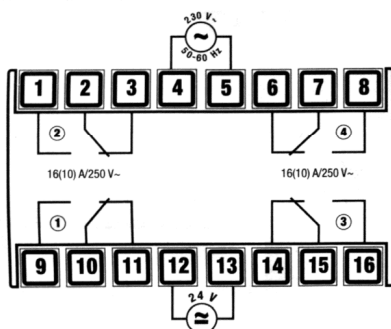 230 V~
50-60 Hz
1 2 3 4 5 6 7 8
② ④
16(10) A/250 V~ 16(10) A/250 V~
① ③
9 10 11 12 13 14 15 16
24 V